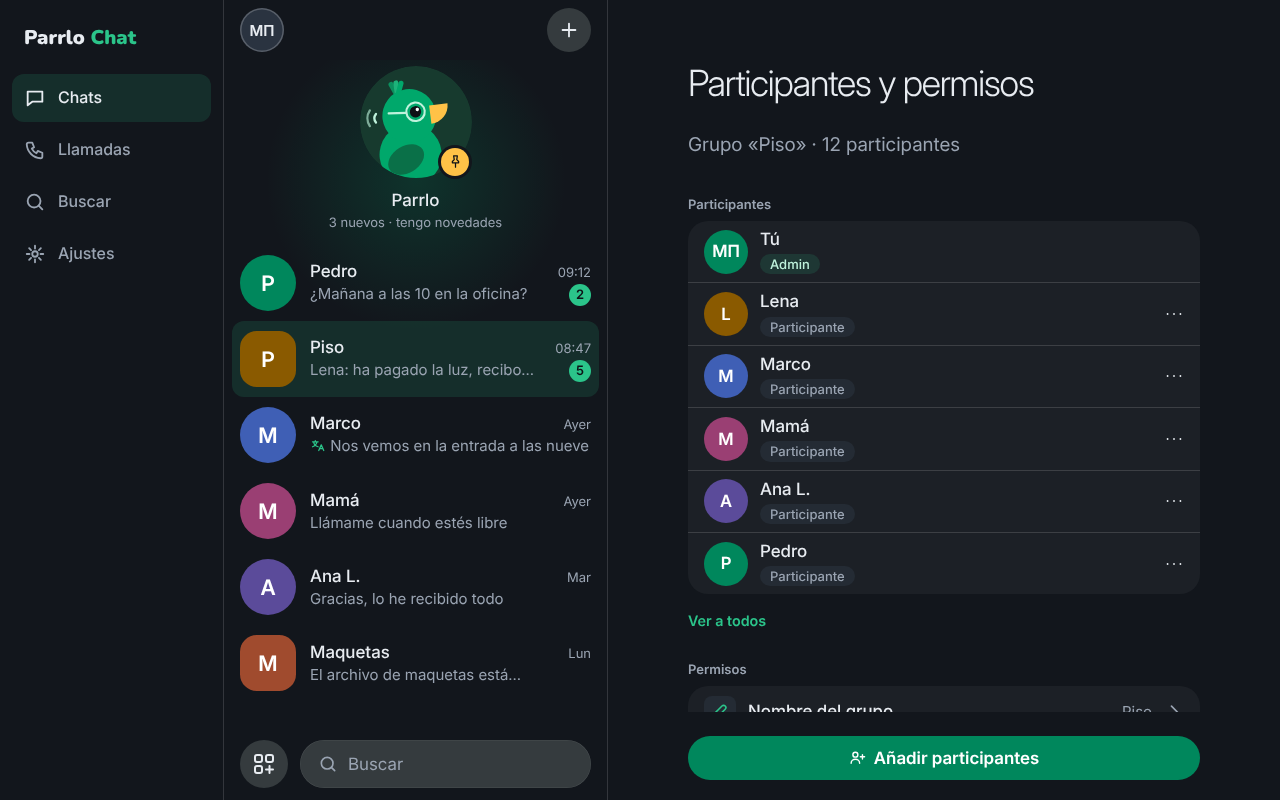 Parrlo Chat
Chats
Llamadas
Buscar
Ajustes
МП
Parrlo
3 nuevos · tengo novedades
P
Pedro
09:12
¿Mañana a las 10 en la oficina?
2
P
Piso
08:47
Lena: ha pagado la luz, recibo...
5
M
Marco
Ayer
Nos vemos en la entrada a las nueve
M
Mamá
Ayer
Llámame cuando estés libre
A
Ana L.
Mar
Gracias, lo he recibido todo
M
Maquetas
Lun
El archivo de maquetas está...
Buscar
Participantes y permisos
Grupo «Piso» · 12 participantes
Participantes
МП
Tú
Admin
L
Lena
Participante
M
Marco
Participante
M
Mamá
Participante
A
Ana L.
Participante
P
Pedro
Participante
Ver a todos
Permisos
Nombre del grupo
Piso
Añadir participantes